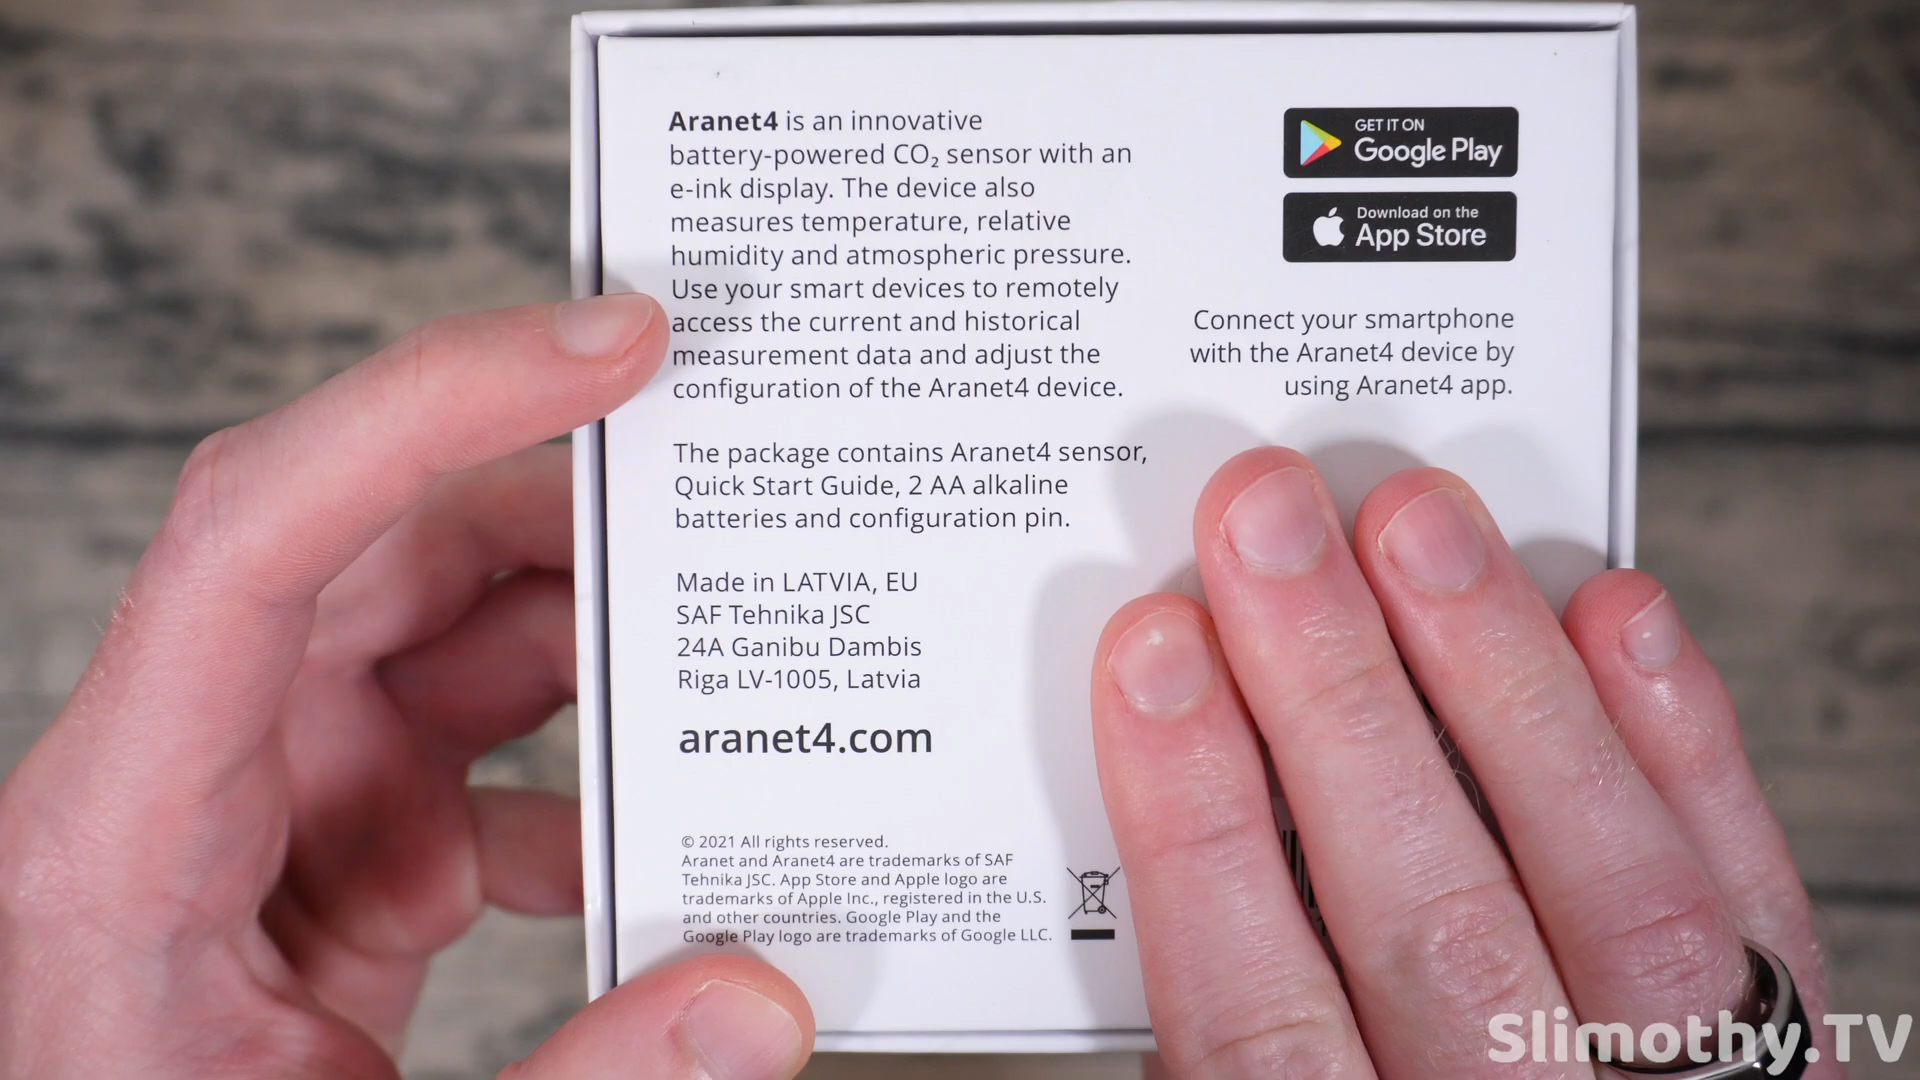 Aranet4 is an innovative
battery-powered CO₂ sensor with an
e-ink display. The device also
measures temperature, relative
humidity and atmospheric pressure.
Use your smart devices to remotely
access the current and historical
measurement data and adjust the
configuration of the Aranet4 device.
The package contains Aranet4 sensor,
Quick Start Guide, 2 AA alkaline
batteries and configuration pin.
Made in LATVIA, EU
SAF Tehnika JSC
24A Ganibu Dambis
Riga LV-1005, Latvia
aranet4.com
© 2021 All rights reserved.
Aranet and Aranet4 are trademarks of SAF
Tehnika JSC. App Store and Apple logo are
trademarks of Apple Inc., registered in the U.S.
and other countries. Google Play and the
Google Play logo are trademarks of Google LLC.
GET IT ON
Google Play
Download on the
App Store
Connect your smartphone
with the Aranet4 device by
using Aranet4 app.
Slimothy.TV